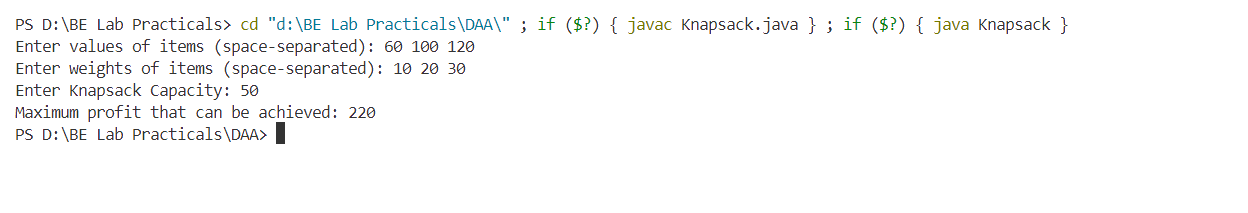 PS D:\BE Lab Practicals> cd "d:\BE Lab Practicals\DAA\" ; if ($?) { javac Knapsack.java } ; if ($?) { java Knapsack }
Enter values of items (space-separated): 60 100 120
Enter weights of items (space-separated): 10 20 30
Enter Knapsack Capacity: 50
Maximum profit that can be achieved: 220
PS D:\BE Lab Practicals\DAA>